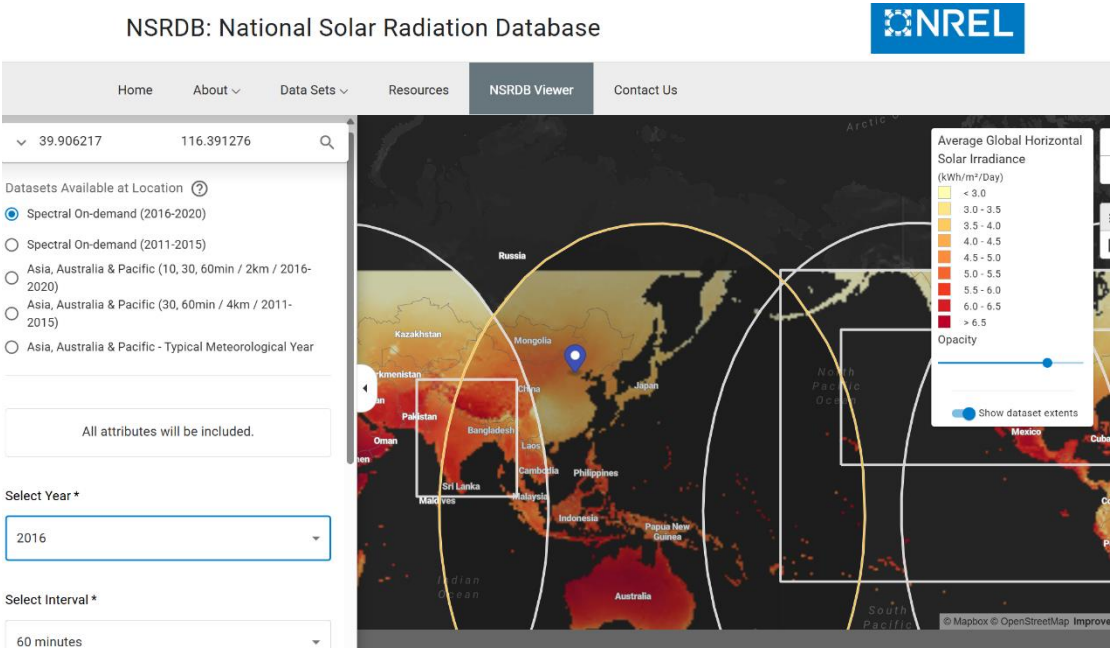 NSRDB: National Solar Radiation Database
NREL
Home About Data Sets Resources NSRDB Viewer Contact Us
39.906217 116.391276
Datasets Available at Location ?
Spectral On-demand (2016-2020)
Spectral On-demand (2011-2015)
Asia, Australia & Pacific (10, 30, 60min / 2km / 2016-
2020)
Asia, Australia & Pacific (30, 60min / 4km / 2011-
2015)
Asia, Australia & Pacific - Typical Meteorological Year
All attributes will be included.
Select Year *
2016
Select Interval *
60 minutes
Arctic
Russia
Kazakhstan
Mongolia
China
Japan
Pakistan
Oman
Bangladesh
Laos
Cambodia
Philippines
Sri Lanka
Maldives
Malaysia
Indonesia
Papua New
Guinea
Indian
Ocean
Australia
North
Pacific
Ocean
South
Pacific
Mexico
Average Global Horizontal
Solar Irradiance
(kWh/m²/Day)
< 3.0
3.0 - 3.5
3.5 - 4.0
4.0 - 4.5
4.5 - 5.0
5.0 - 5.5
5.5 - 6.0
6.0 - 6.5
> 6.5
Opacity
Show dataset extents
© Mapbox © OpenStreetMap Improve